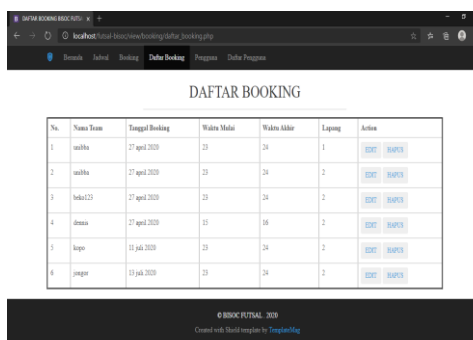 DAFTAR BOOKING BISOC FUTSAL
localhost/futsal-bisoc/view/booking/daftar_booking.php
Beranda Jadwal Booking Daftar Booking Pengguna Daftar Pengguna
DAFTAR BOOKING
No. Nama Team Tanggal Booking Waktu Mulai Waktu Akhir Lapang Action
1 unibba 27 april 2020 23 24 1 EDIT HAPUS
2 unibba 27 april 2020 23 24 2 EDIT HAPUS
3 beko123 27 april 2020 23 24 2 EDIT HAPUS
4 dennis 27 april 2020 15 16 2 EDIT HAPUS
5 kopo 11 juli 2020 23 24 2 EDIT HAPUS
6 jongor 13 juli 2020 23 24 2 EDIT HAPUS
© BISOC FUTSAL. 2020
Created with Shield template by TemplateMag